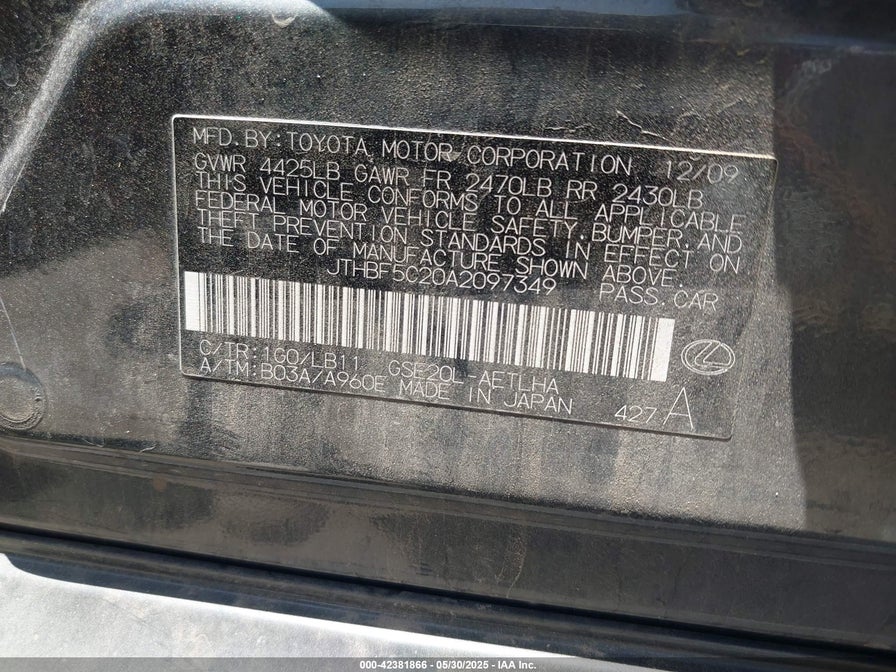 MFD. BY: TOYOTA MOTOR CORPORATION 12/09
GVWR 4425LB GAWR FR 2470LB RR 2430LB
THIS VEHICLE CONFORMS TO ALL APPLICABLE
FEDERAL MOTOR VEHICLE SAFETY, BUMPER, AND
THEFT PREVENTION STANDARDS IN EFFECT ON
THE DATE OF MANUFACTURE SHOWN ABOVE.
JTHBF5C20A2097349 PASS. CAR
C/TR: 1G0/LB11 GSE20L-AETLHA
A/TM: B03A/A960E MADE IN JAPAN 427 A
000-42381866 - 05/30/2025 - IAA Inc.